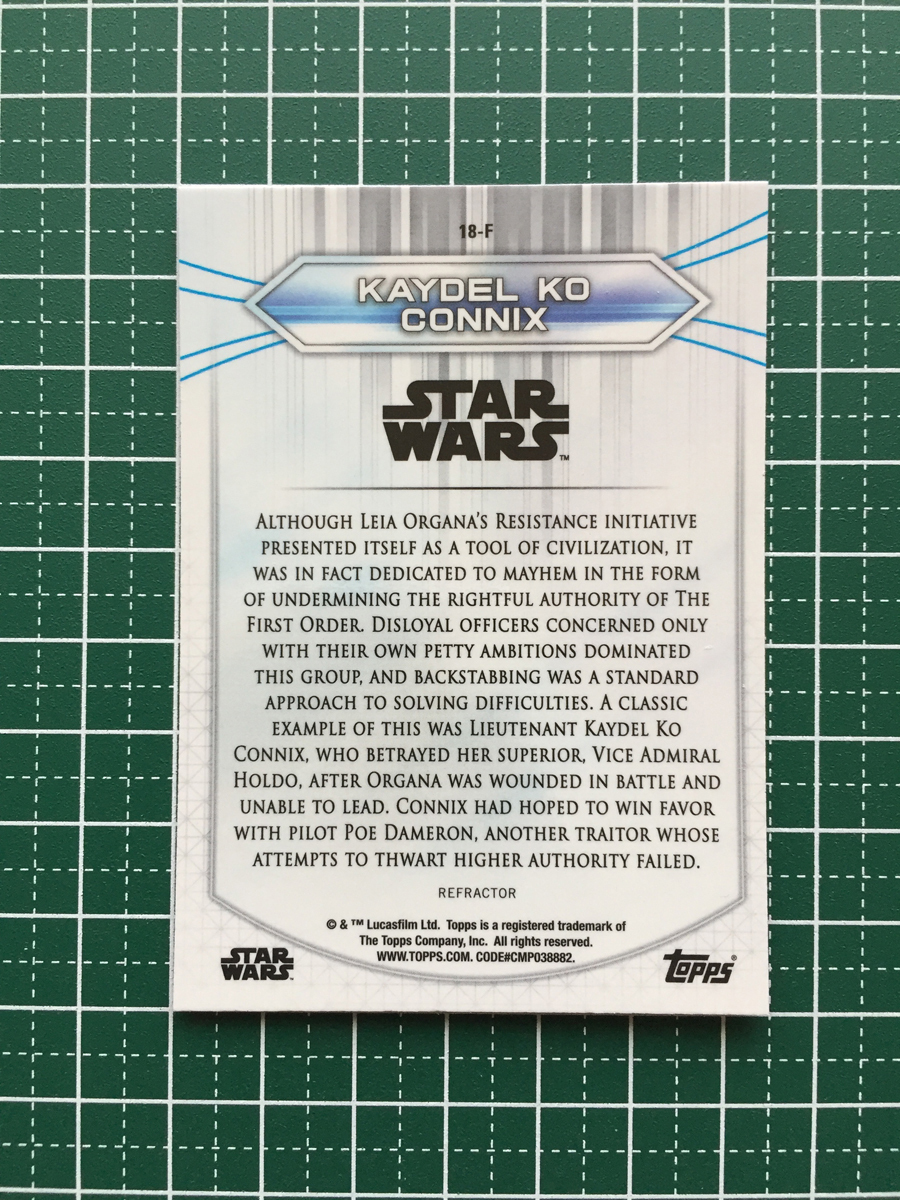 18-F
KAYDEL KO
CONNIX
STAR
WARS™
ALTHOUGH LEIA ORGANA'S RESISTANCE INITIATIVE
PRESENTED ITSELF AS A TOOL OF CIVILIZATION, IT
WAS IN FACT DEDICATED TO MAYHEM IN THE FORM
OF UNDERMINING THE RIGHTFUL AUTHORITY OF THE
FIRST ORDER. DISLOYAL OFFICERS CONCERNED ONLY
WITH THEIR OWN PETTY AMBITIONS DOMINATED
THIS GROUP, AND BACKSTABBING WAS A STANDARD
APPROACH TO SOLVING DIFFICULTIES. A CLASSIC
EXAMPLE OF THIS WAS LIEUTENANT KAYDEL KO
CONNIX, WHO BETRAYED HER SUPERIOR, VICE ADMIRAL
HOLDO, AFTER ORGANA WAS WOUNDED IN BATTLE AND
UNABLE TO LEAD. CONNIX HAD HOPED TO WIN FAVOR
WITH PILOT POE DAMERON, ANOTHER TRAITOR WHOSE
ATTEMPTS TO THWART HIGHER AUTHORITY FAILED.
REFRACTOR
© & ™ Lucasfilm Ltd. Topps is a registered trademark of
The Topps Company, Inc. All rights reserved.
WWW.TOPPS.COM. CODE#CMP038882.
STAR
WARS
topps®